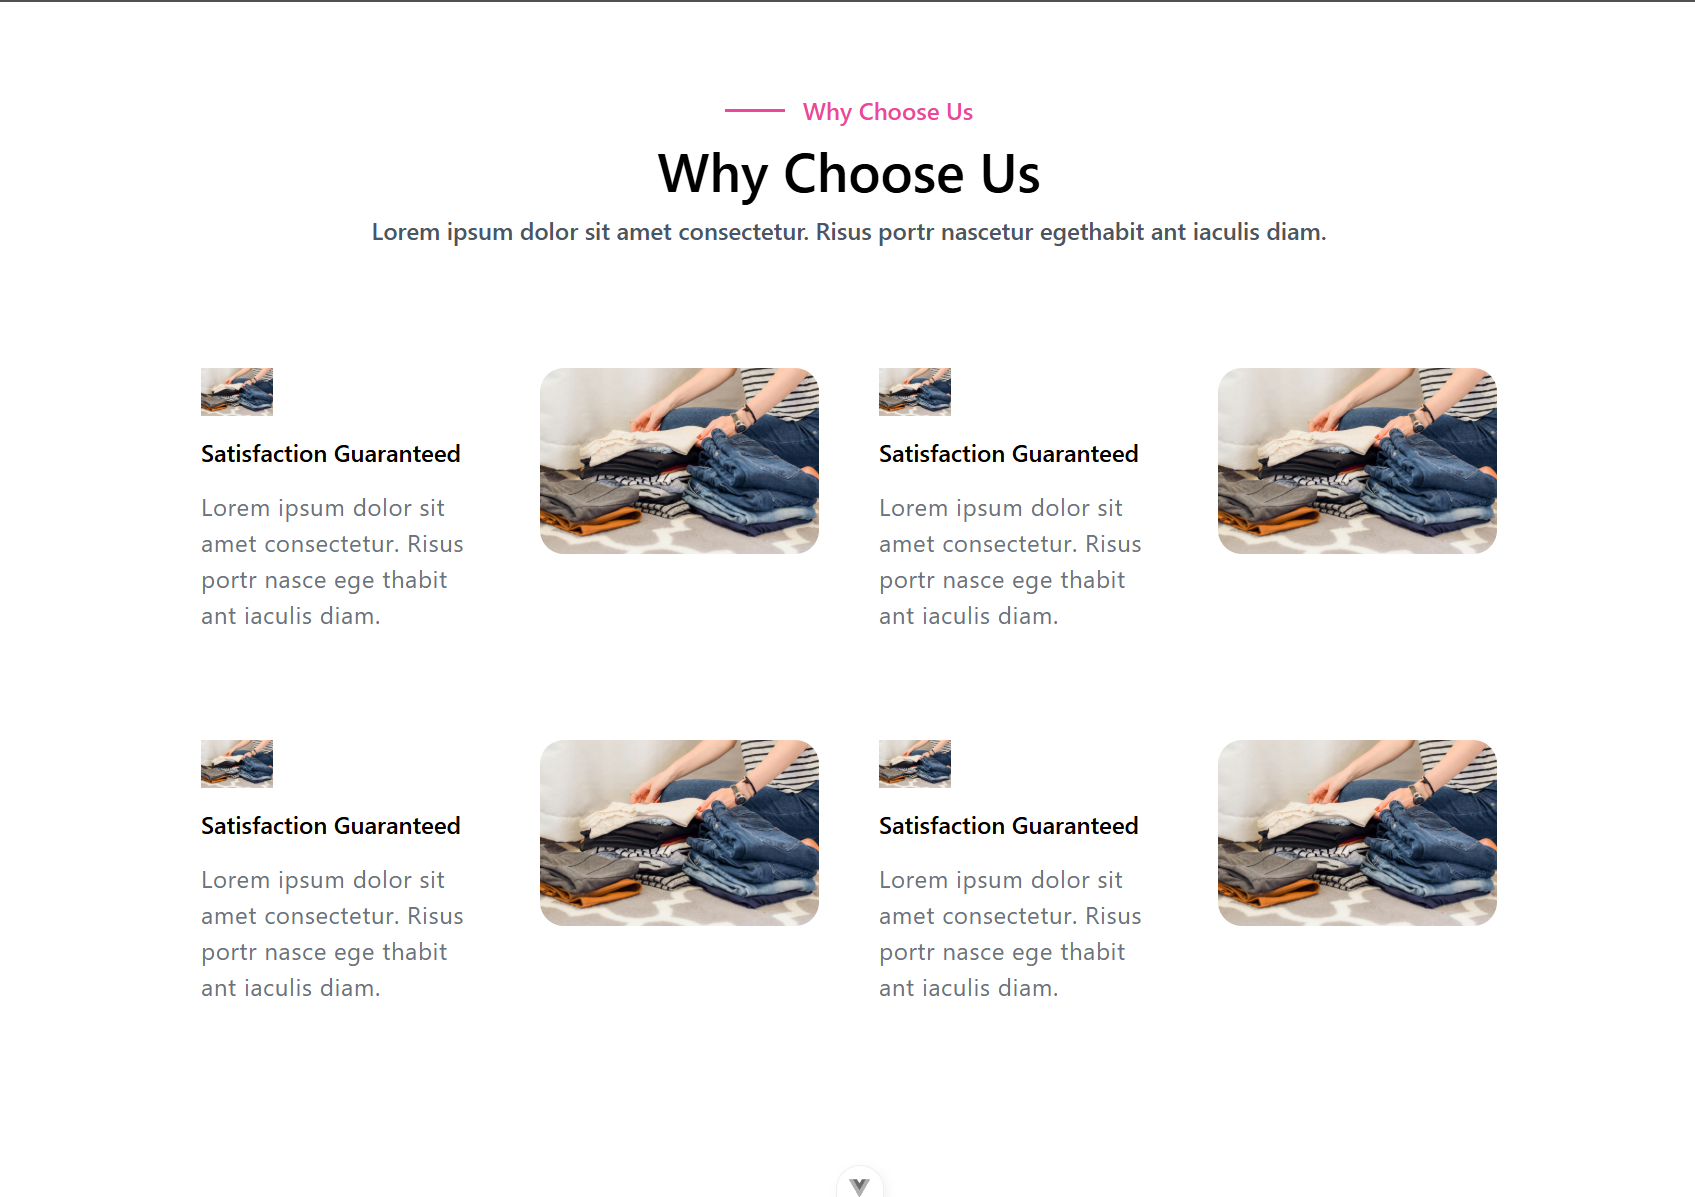 Why Choose Us
Why Choose Us
Lorem ipsum dolor sit amet consectetur. Risus portr nascetur egethabit ant iaculis diam.
Satisfaction Guaranteed
Lorem ipsum dolor sit
amet consectetur. Risus
portr nasce ege thabit
ant iaculis diam.
Satisfaction Guaranteed
Lorem ipsum dolor sit
amet consectetur. Risus
portr nasce ege thabit
ant iaculis diam.
Satisfaction Guaranteed
Lorem ipsum dolor sit
amet consectetur. Risus
portr nasce ege thabit
ant iaculis diam.
Satisfaction Guaranteed
Lorem ipsum dolor sit
amet consectetur. Risus
portr nasce ege thabit
ant iaculis diam.